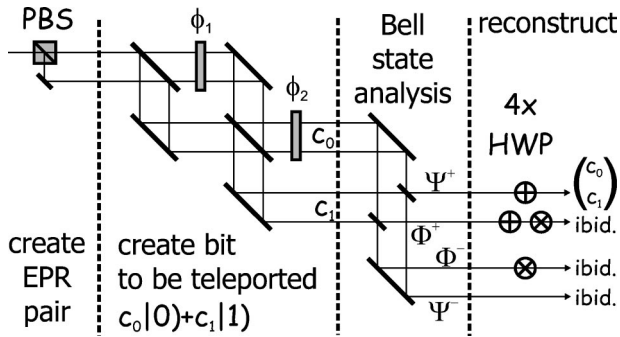 PBS
ϕ1
ϕ2
Bell
state
analysis
reconstruct
4x
HWP
c0
c1
Ψ+
(c0
c1)
Φ+
ibid.
Φ−
ibid.
Ψ−
ibid.
create
EPR
pair
create bit
to be teleported
c0|0)+c1|1)